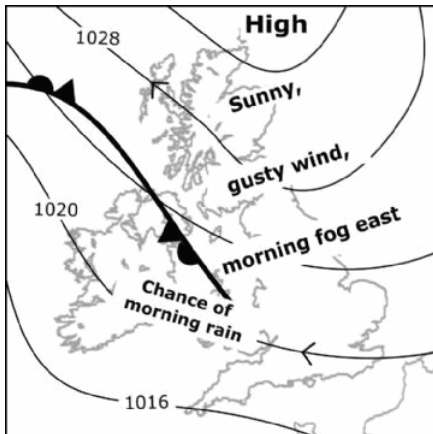 High
1028
Sunny,
gusty wind,
1020
morning fog east
Chance of
morning rain
1016